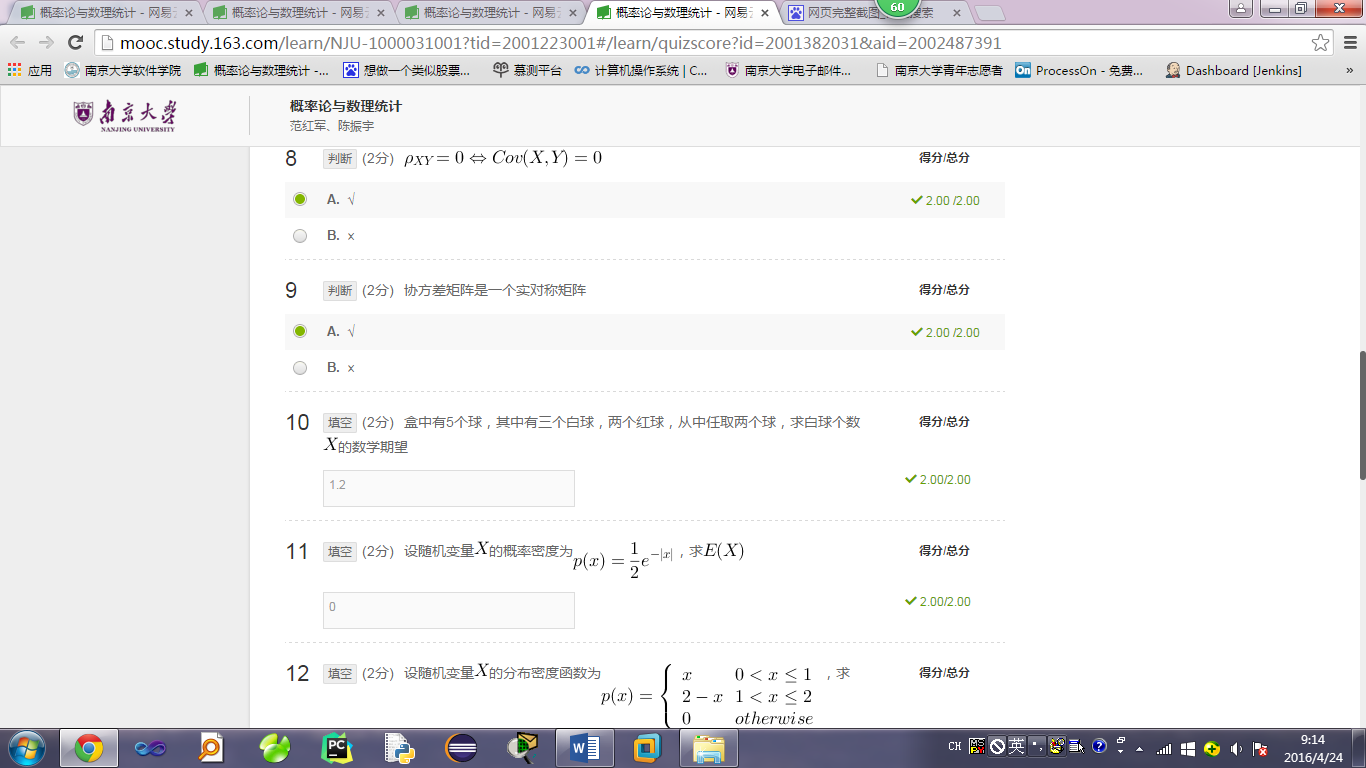 概率论与数理统计 - 网易云
概率论与数理统计 - 网易云
概率论与数理统计 - 网易
概率论与数理统计 - 网易云
网页完整截图
搜索
60
mooc.study.163.com/learn/NJU-1000031001?tid=2001223001#/learn/quizscore?id=2001382031&aid=2002487391
应用
南京大学软件学院
概率论与数理统计 -...
想做一个类似股票...
慕测平台
计算机操作系统 | C...
南京大学电子邮件...
南京大学青年志愿者
ProcessOn - 免费...
Dashboard [Jenkins]
»
南京大学
NANJING UNIVERSITY
概率论与数理统计
范红军、陈振宇
8 判断 (2分) ρXY = 0 ⇔ Cov(X, Y) = 0 得分/总分
A. √ 2.00 /2.00
B. ×
9 判断 (2分) 协方差矩阵是一个实对称矩阵 得分/总分
A. √ 2.00 /2.00
B. ×
10 填空 (2分) 盒中有5个球，其中有三个白球，两个红球，从中任取两个球，求白球个数 得分/总分
X的数学期望
1.2 2.00/2.00
11 填空 (2分) 设随机变量X的概率密度为p(x) = 1/2 e^{-|x|}，求E(X) 得分/总分
0 2.00/2.00
12 填空 (2分) 设随机变量X的分布密度函数为 p(x) = { x 0 < x ≤ 1 ，求 得分/总分
2 − x 1 < x ≤ 2
0 otherwise
CH 英
9:14
2016/4/24